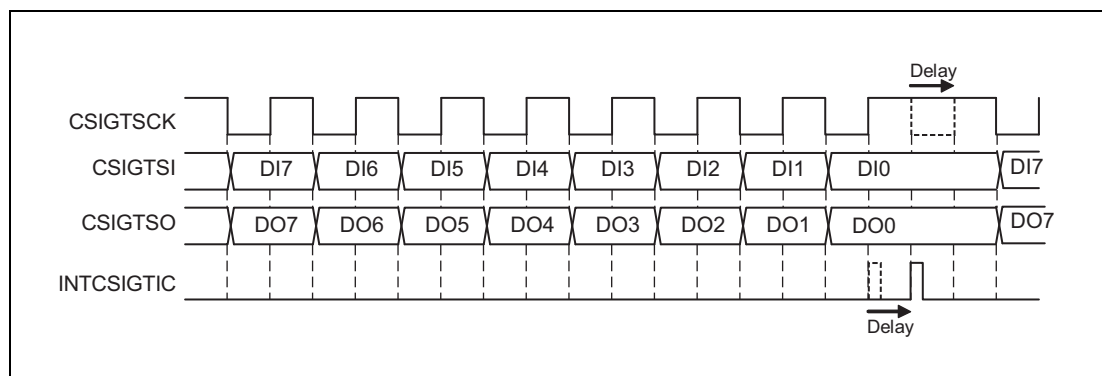 Delay
CSIGTSCK
CSIGTSI DI7 DI6 DI5 DI4 DI3 DI2 DI1 DI0 DI7
CSIGTSO DO7 DO6 DO5 DO4 DO3 DO2 DO1 DO0 DO7
INTCSIGTIC
Delay